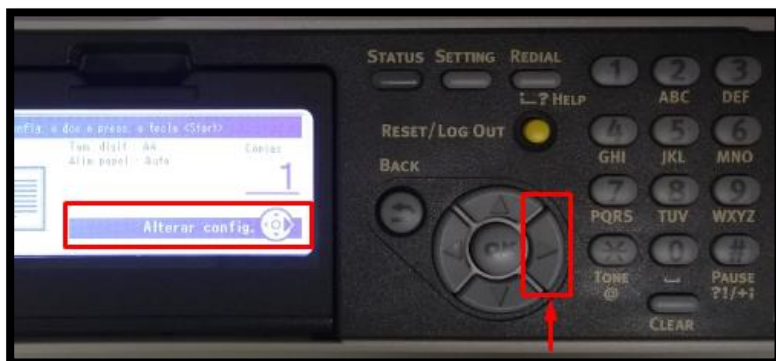 STATUS SETTING REDIAL
? HELP
RESET/LOG OUT
BACK
config. o doc e press. a tecla <Start>
Tam. digit.: A4
Alim papel : Auto
Cópias
1
Alterar config.
OK
1 2 3
ABC DEF
4 5 6
GHI JKL MNO
7 8 9
PQRS TUV WXYZ
0 #
TONE
@
PAUSE
?!/+¡
CLEAR